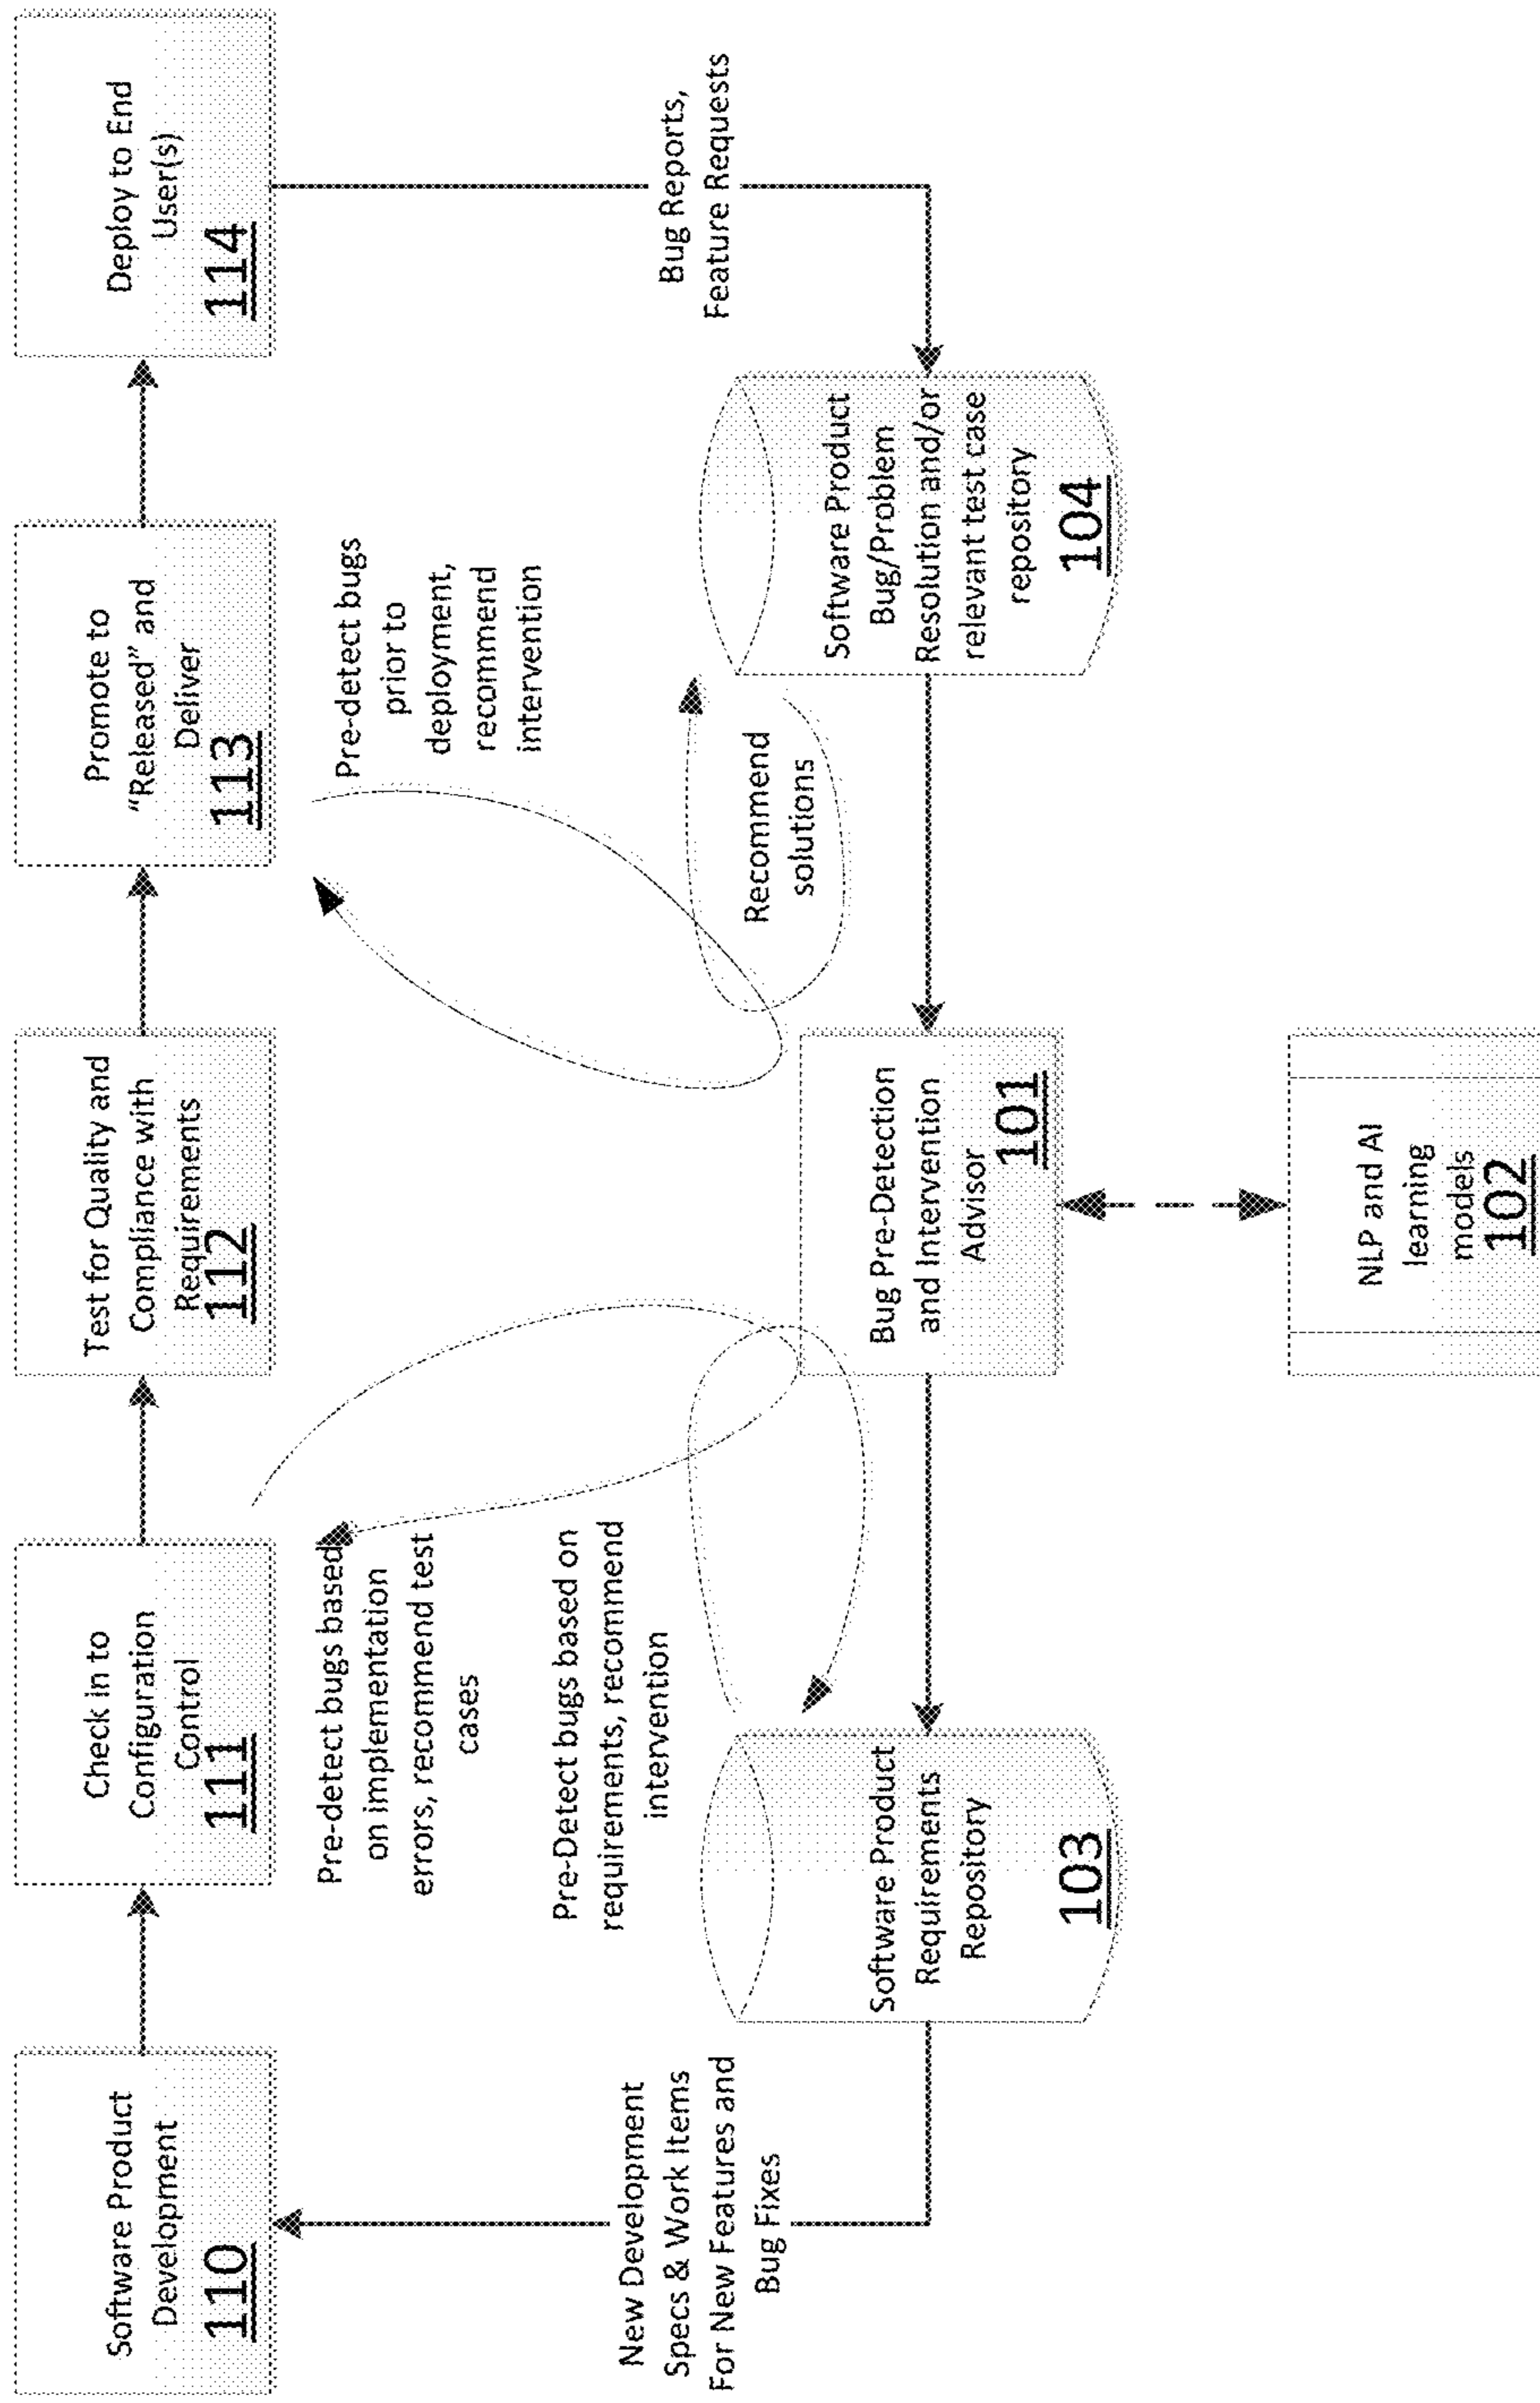 Software Product
Development
110
Check in to
Configuration
Control
111
Test for Quality and
Compliance with
Requirements
112
Promote to
“Released” and
Deliver
113
Deploy to End
User(s)
114
Pre-detect bugs based
on implementation
errors, recommend test
cases
Pre-detect bugs
prior to
deployment,
recommend
intervention
Pre-Detect bugs based on
requirements, recommend
intervention
Recommend
solutions
New Development
Specs & Work Items
For New Features and
Bug Fixes
Bug Reports,
Feature Requests
Software Product
Requirements
Repository
103
Bug Pre-Detection
and Intervention
Advisor
101
Software Product
Bug/Problem
Resolution and/or
relevant test case
repository
104
NLP and AI
learning
models
102